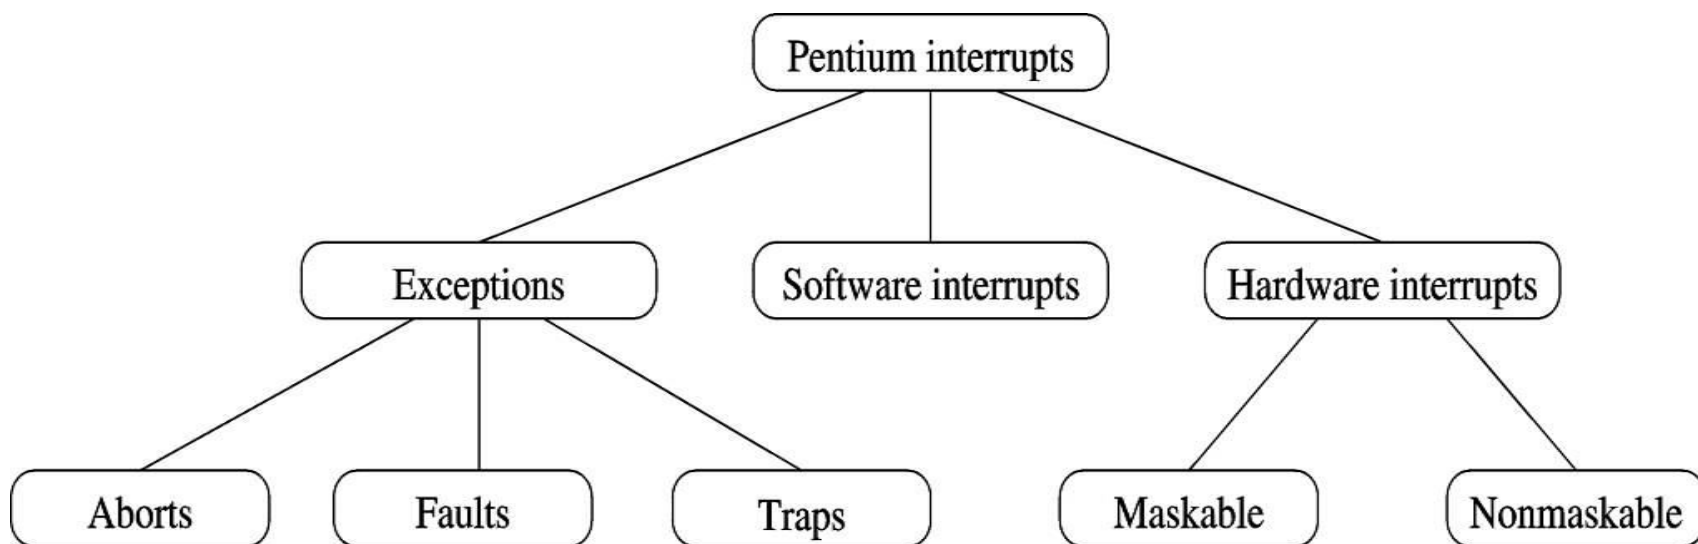 Pentium interrupts
Exceptions
Software interrupts
Hardware interrupts
Aborts
Faults
Traps
Maskable
Nonmaskable